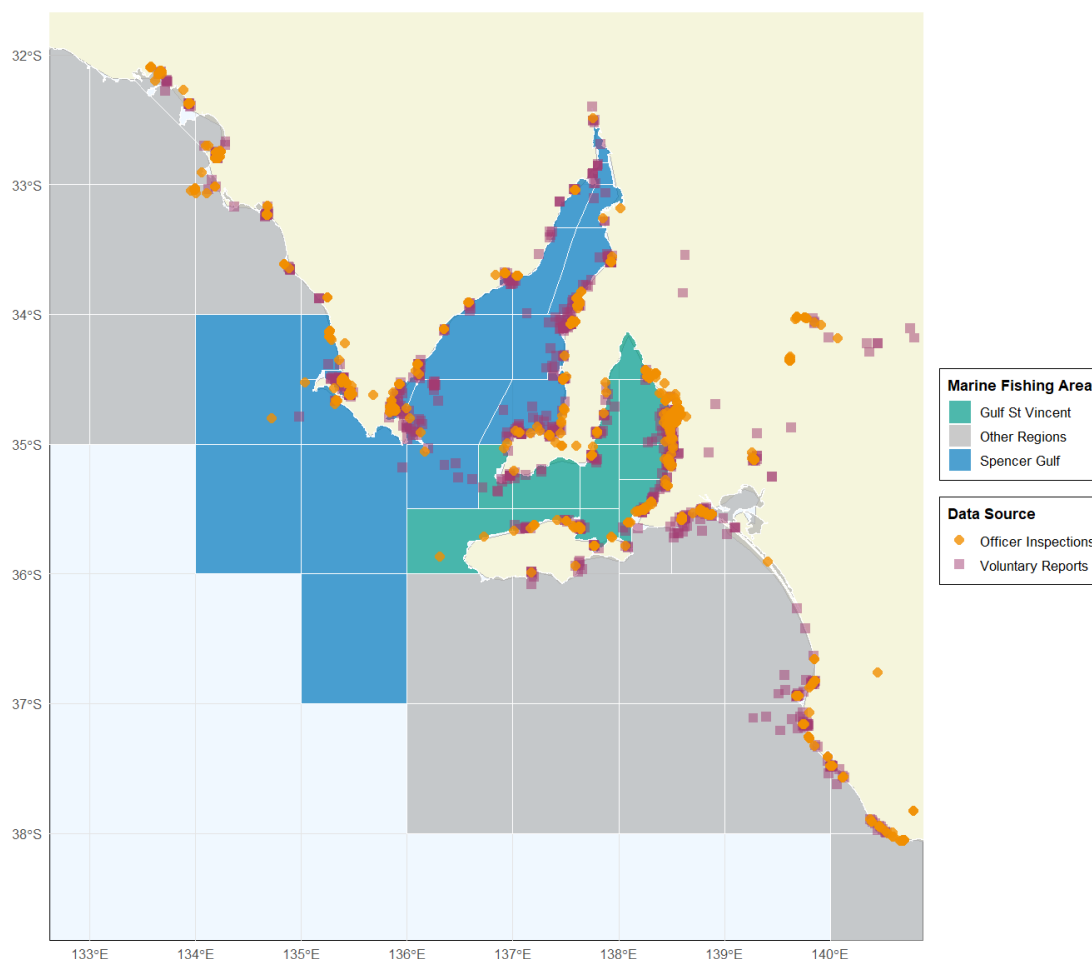 32°S
33°S
34°S
35°S
36°S
37°S
38°S
133°E
134°E
135°E
136°E
137°E
138°E
139°E
140°E
Marine Fishing Area
Gulf St Vincent
Other Regions
Spencer Gulf
Data Source
Officer Inspections
Voluntary Reports